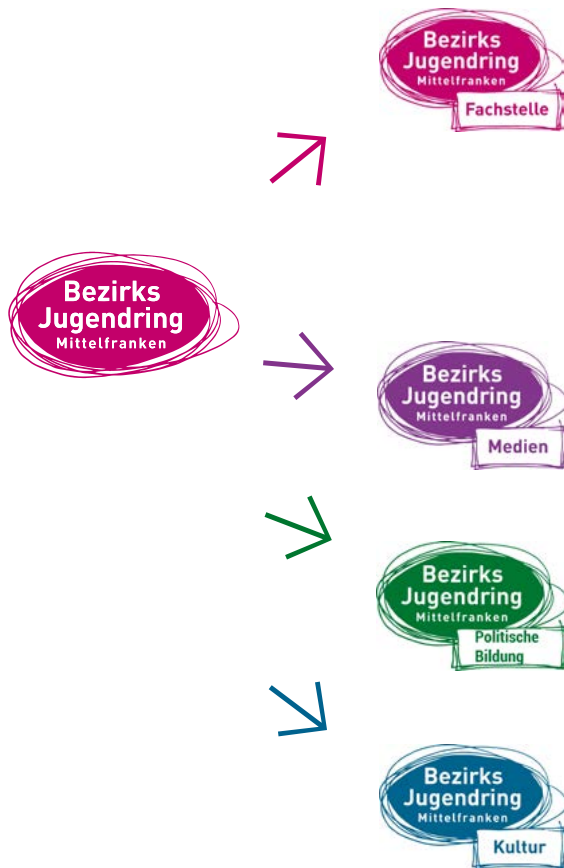 Bezirks
Jugendring
Mittelfranken
Fachstelle
Bezirks
Jugendring
Mittelfranken
Bezirks
Jugendring
Mittelfranken
Medien
Bezirks
Jugendring
Mittelfranken
Politische
Bildung
Bezirks
Jugendring
Mittelfranken
Kultur